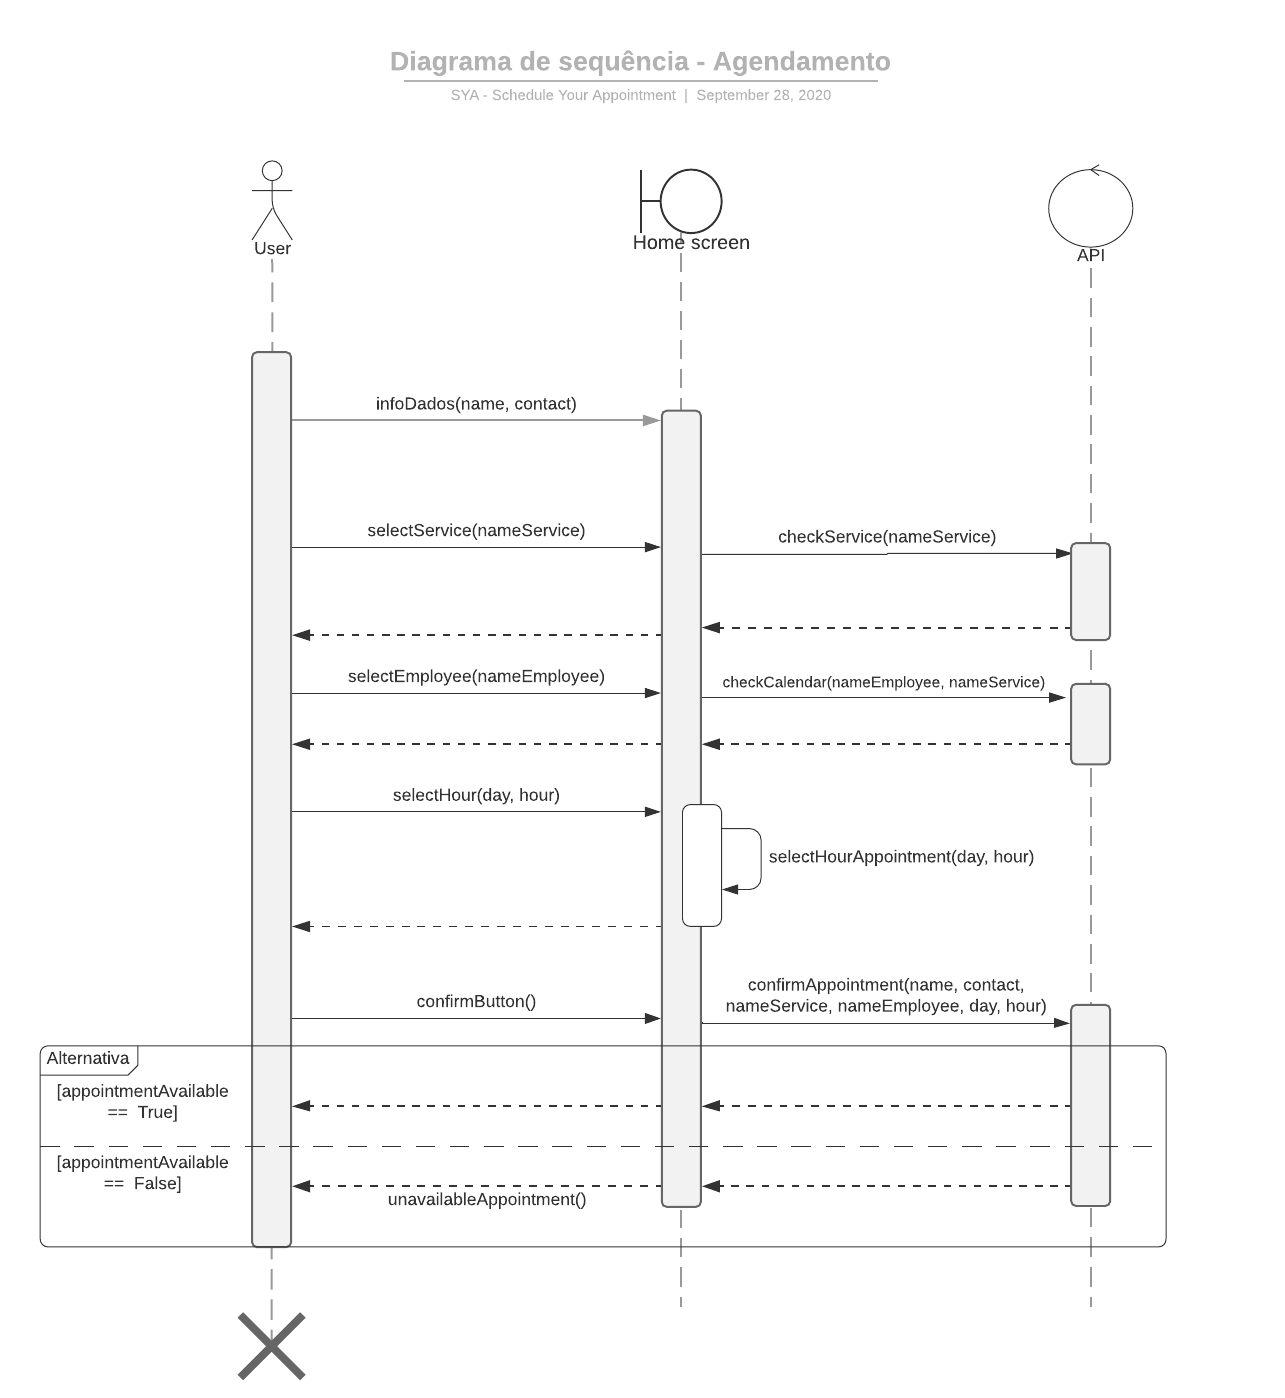 Diagrama de sequência - Agendamento
SYA - Schedule Your Appointment | September 28, 2020
User
Home screen
API
infoDados(name, contact)
selectService(nameService)
checkService(nameService)
selectEmployee(nameEmployee)
checkCalendar(nameEmployee, nameService)
selectHour(day, hour)
selectHourAppointment(day, hour)
confirmButton()
confirmAppointment(name, contact,
nameService, nameEmployee, day, hour)
Alternativa
[appointmentAvailable
== True]
[appointmentAvailable
== False]
unavailableAppointment()